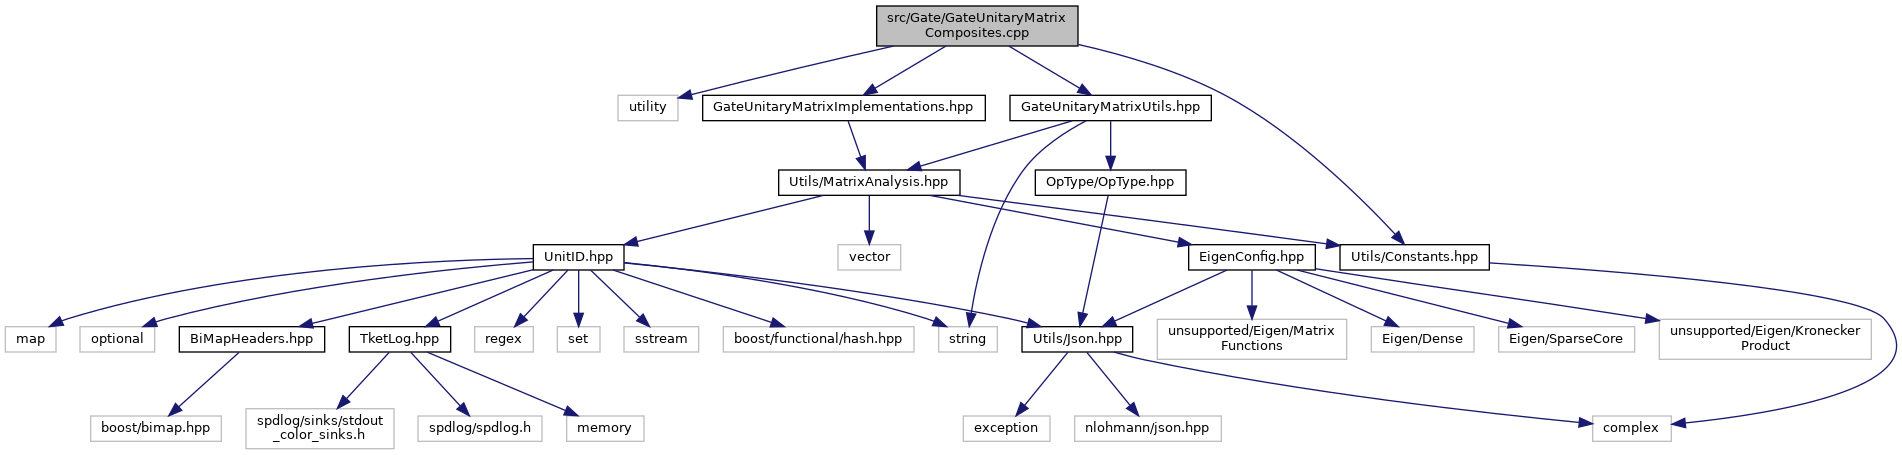 src/Gate/GateUnitaryMatrix
Composites.cpp
utility
GateUnitaryMatrixImplementations.hpp
GateUnitaryMatrixUtils.hpp
Utils/MatrixAnalysis.hpp
OpType/OpType.hpp
UnitID.hpp
vector
EigenConfig.hpp
Utils/Constants.hpp
map
optional
BiMapHeaders.hpp
TketLog.hpp
regex
set
sstream
boost/functional/hash.hpp
string
Utils/Json.hpp
unsupported/Eigen/Matrix
Functions
Eigen/Dense
Eigen/SparseCore
unsupported/Eigen/Kronecker
Product
boost/bimap.hpp
spdlog/sinks/stdout
_color_sinks.h
spdlog/spdlog.h
memory
exception
nlohmann/json.hpp
complex